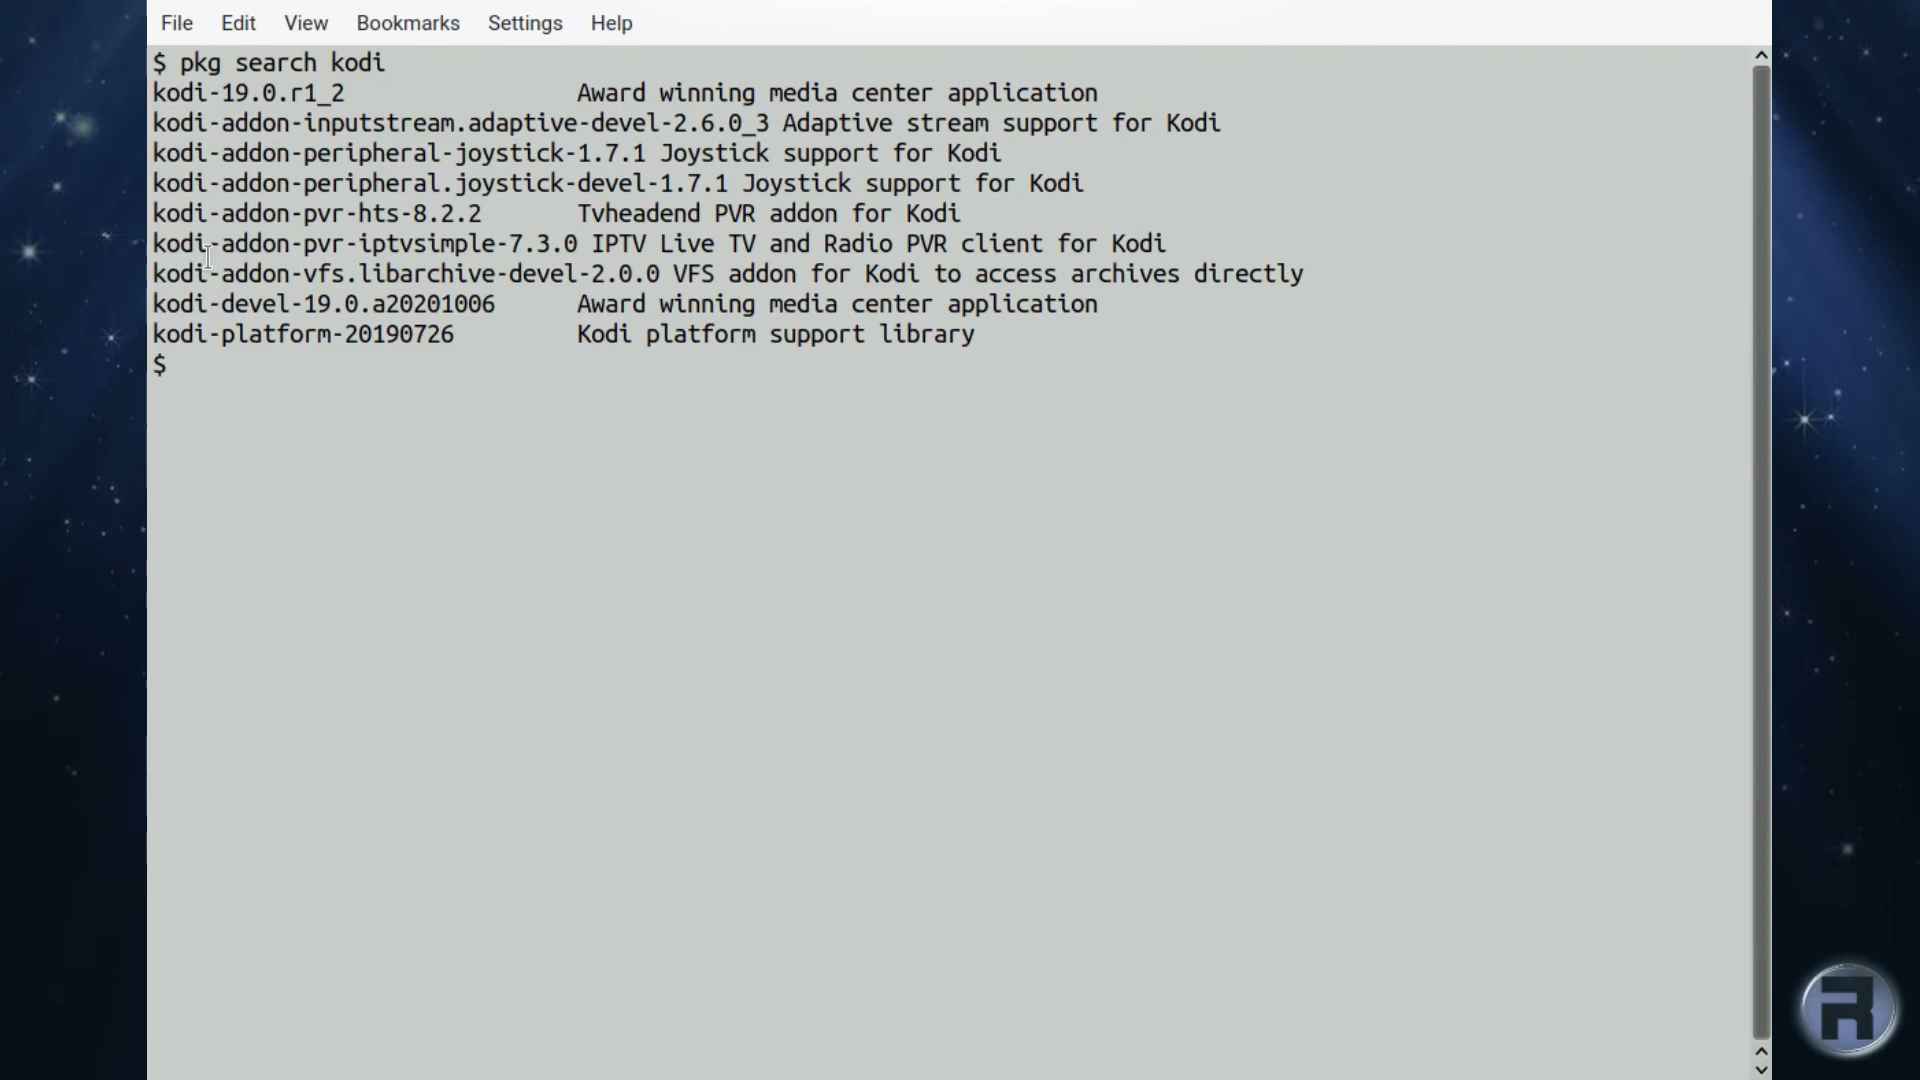 File Edit View Bookmarks Settings Help
$ pkg search kodi
kodi-19.0.r1_2 Award winning media center application
kodi-addon-inputstream.adaptive-devel-2.6.0_3 Adaptive stream support for Kodi
kodi-addon-peripheral-joystick-1.7.1 Joystick support for Kodi
kodi-addon-peripheral.joystick-devel-1.7.1 Joystick support for Kodi
kodi-addon-pvr-hts-8.2.2 Tvheadend PVR addon for Kodi
kodi-addon-pvr-iptvsimple-7.3.0 IPTV Live TV and Radio PVR client for Kodi
kodi-addon-vfs.libarchive-devel-2.0.0 VFS addon for Kodi to access archives directly
kodi-devel-19.0.a20201006 Award winning media center application
kodi-platform-20190726 Kodi platform support library
$
R